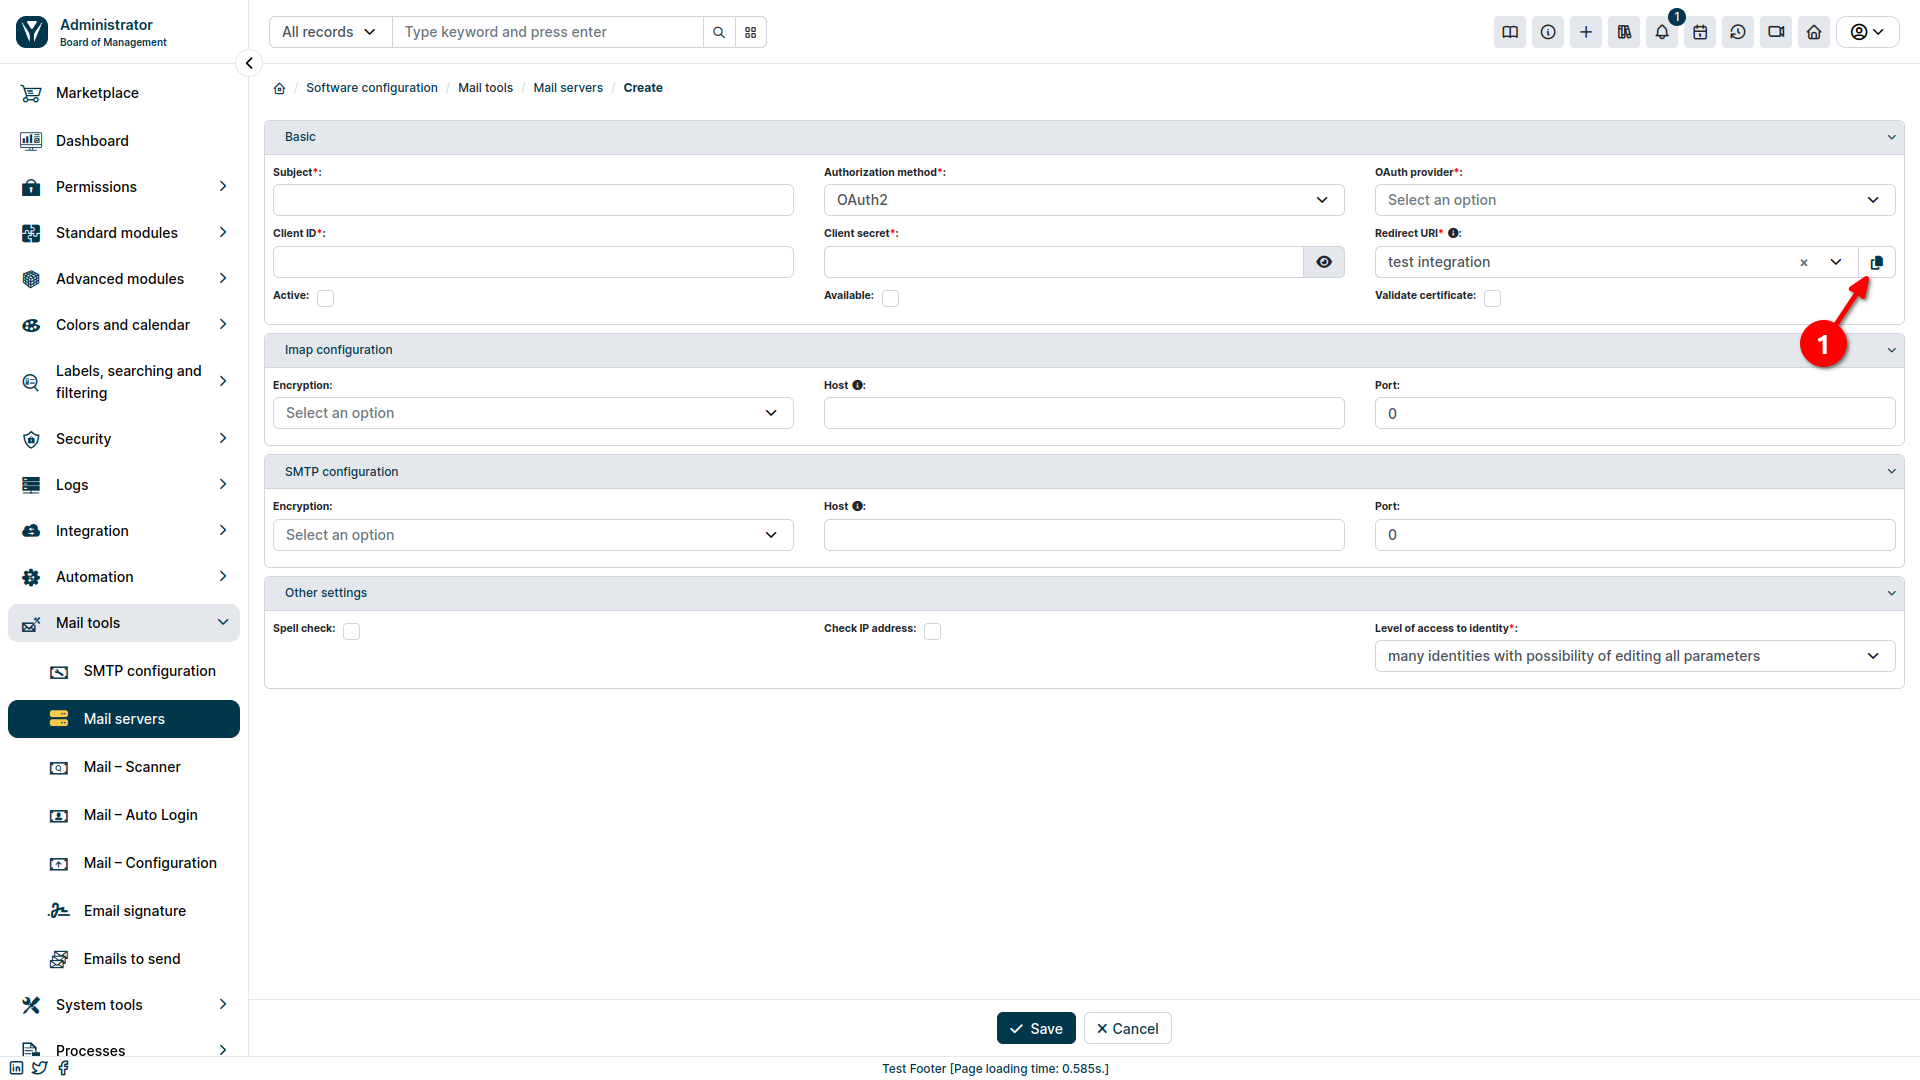 Administrator
Board of Management
All records
Type keyword and press enter
1
Marketplace
Dashboard
Permissions
Standard modules
Advanced modules
Colors and calendar
Labels, searching and
filtering
Security
Logs
Integration
Automation
Mail tools
SMTP configuration
Mail servers
Mail – Scanner
Mail – Auto Login
Mail – Configuration
Email signature
Emails to send
System tools
Processes
/ Software configuration / Mail tools / Mail servers / Create
Basic
Subject*:
Authorization method*:
OAuth2
OAuth provider*:
Select an option
Client ID*:
Client secret*:
Redirect URI* :
test integration
×
Active:
Available:
Validate certificate:
1
Imap configuration
Encryption:
Select an option
Host :
Port:
0
SMTP configuration
Encryption:
Select an option
Host :
Port:
0
Other settings
Spell check:
Check IP address:
Level of access to identity*:
many identities with possibility of editing all parameters
Save
Cancel
Test Footer [Page loading time: 0.585s.]